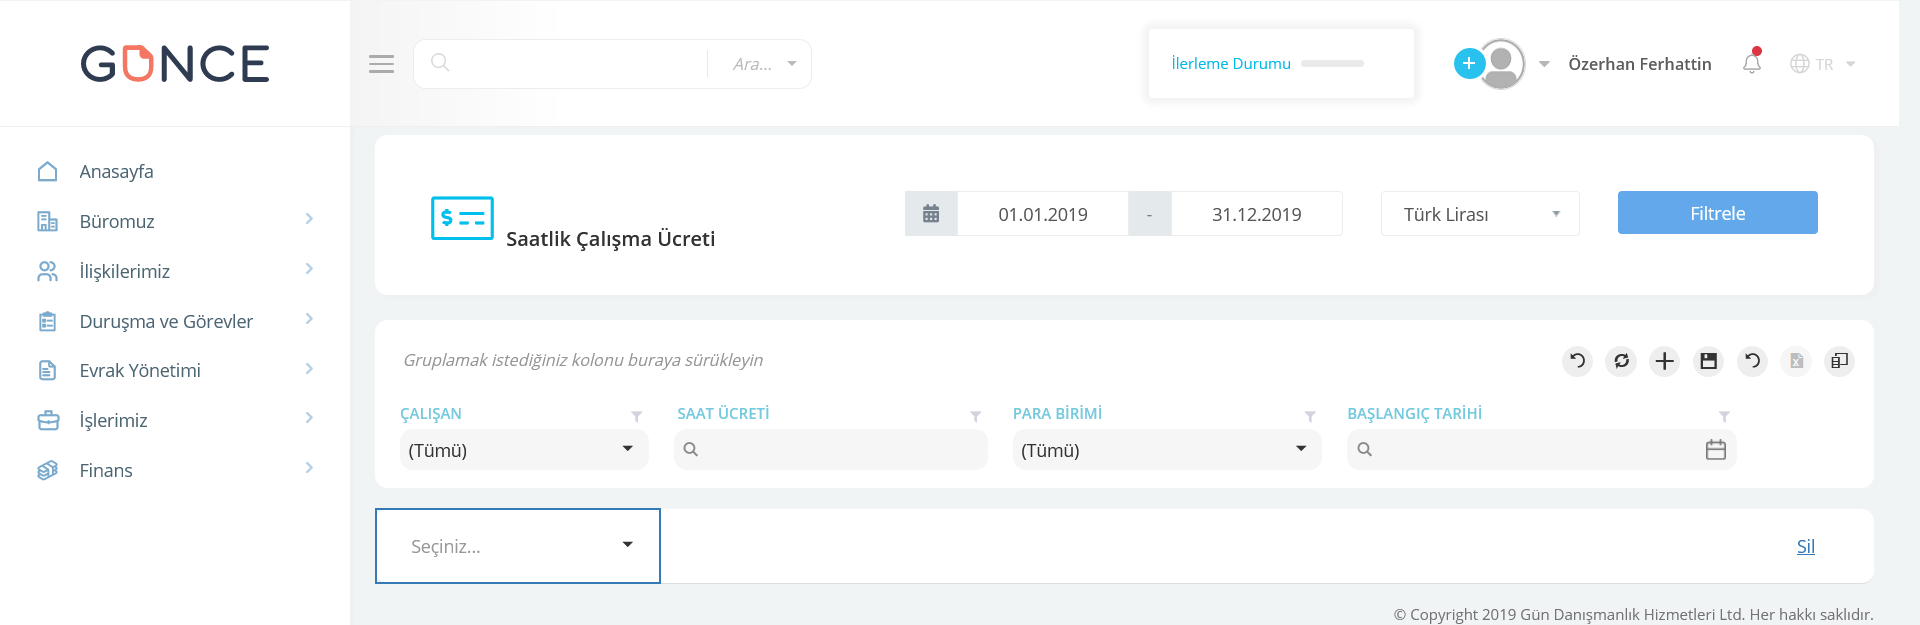 GÜNCE
Ara...
İlerleme Durumu
Özerhan Ferhattin
TR
Anasayfa
Büromuz
İlişkilerimiz
Duruşma ve Görevler
Evrak Yönetimi
İşlerimiz
Finans
Saatlik Çalışma Ücreti
01.01.2019 - 31.12.2019
Türk Lirası
Filtrele
Gruplamak istediğiniz kolonu buraya sürükleyin
ÇALIŞAN SAAT ÜCRETİ PARA BİRİMİ BAŞLANGIÇ TARİHİ
(Tümü) (Tümü)
Seçiniz... Sil
© Copyright 2019 Gün Danışmanlık Hizmetleri Ltd. Her hakkı saklıdır.